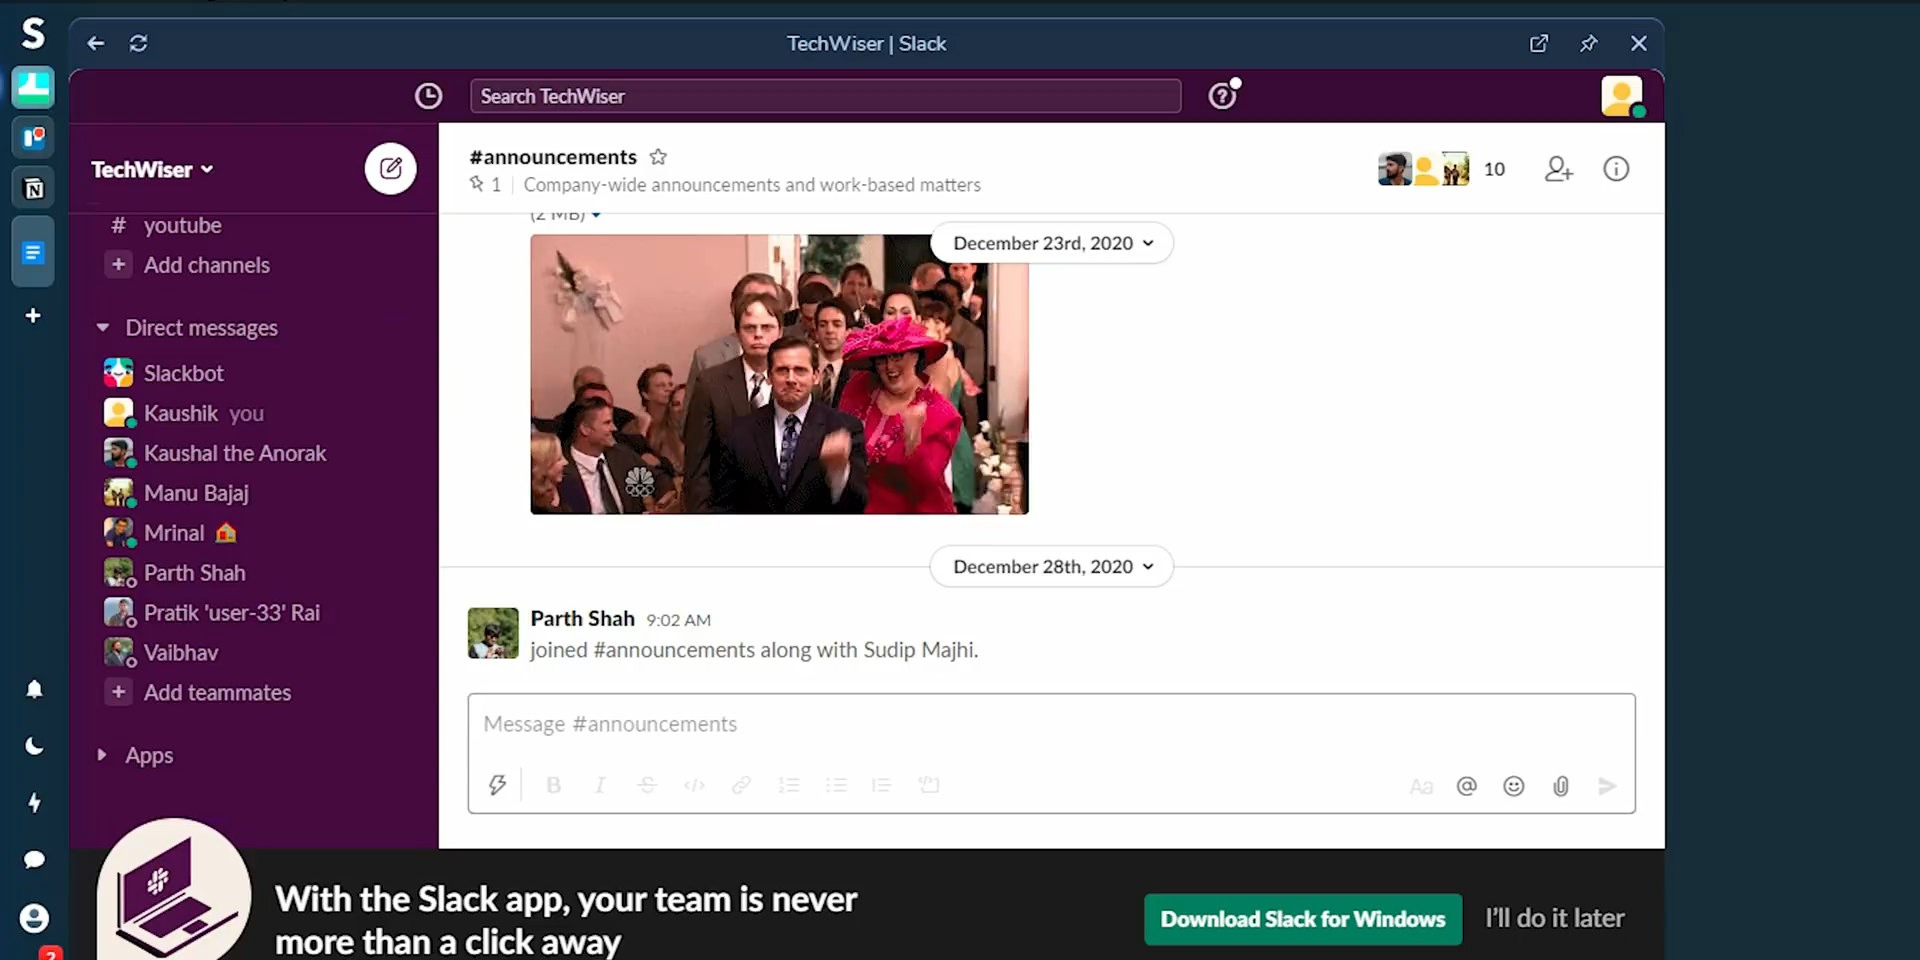 S
TechWiser | Slack
Search TechWiser
TechWiser
# youtube
+ Add channels
Direct messages
Slackbot
Kaushik you
Kaushal the Anorak
Manu Bajaj
Mrinal
Parth Shah
Pratik 'user-33' Rai
Vaibhav
+ Add teammates
Apps
#announcements
1 | Company-wide announcements and work-based matters
10
(2 MB)
December 23rd, 2020
December 28th, 2020
Parth Shah 9:02 AM
joined #announcements along with Sudip Majhi.
Message #announcements
B I S </> Aa @
With the Slack app, your team is never
more than a click away
Download Slack for Windows
I'll do it later
2